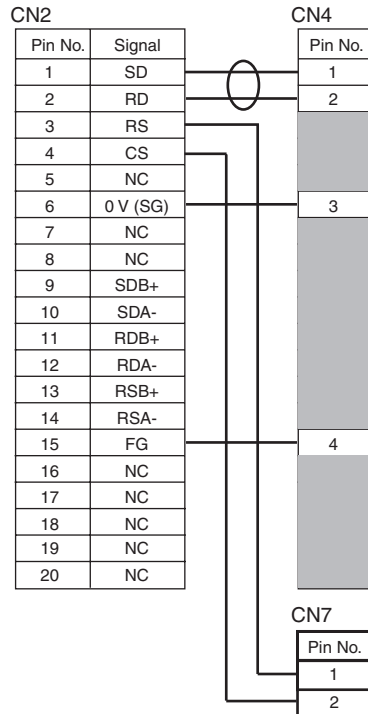 CN2 CN4
Pin No. Signal Pin No.
1 SD 1
2 RD 2
3 RS
4 CS
5 NC
6 0 V (SG) 3
7 NC
8 NC
9 SDB+
10 SDA-
11 RDB+
12 RDA-
13 RSB+
14 RSA-
15 FG 4
16 NC
17 NC
18 NC
19 NC
20 NC
CN7
Pin No.
1
2